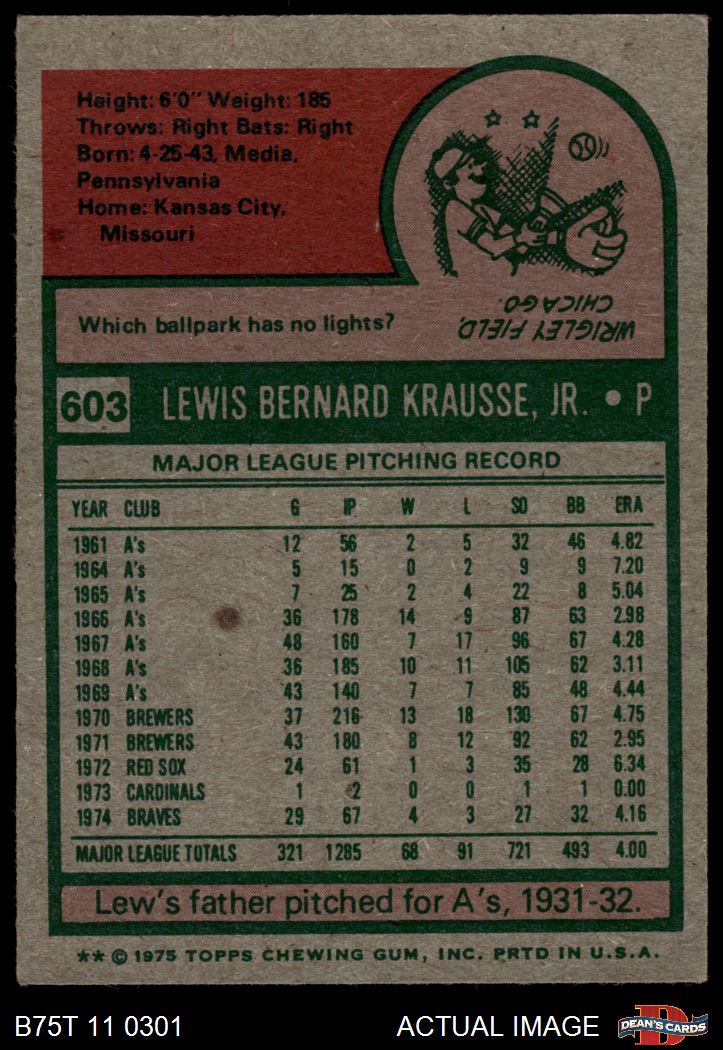 Height: 6'0" Weight: 185
Throws: Right Bats: Right
Born: 4-25-43, Media,
Pennsylvania
Home: Kansas City,
Missouri
Which ballpark has no lights?
WRIGLEY FIELD,
CHICAGO.
603 LEWIS BERNARD KRAUSSE, JR. • P
MAJOR LEAGUE PITCHING RECORD
YEAR CLUB G IP W L SO BB ERA
1961 A's 12 56 2 5 32 46 4.82
1964 A's 5 15 0 2 9 9 7.20
1965 A's 7 25 2 4 22 8 5.04
1966 A's 36 178 14 9 87 63 2.98
1967 A's 48 160 7 17 96 67 4.28
1968 A's 36 185 10 11 105 62 3.11
1969 A's 43 140 7 7 85 48 4.44
1970 BREWERS 37 216 13 18 130 67 4.75
1971 BREWERS 43 180 8 12 92 62 2.95
1972 RED SOX 24 61 1 3 35 28 6.34
1973 CARDINALS 1 2 0 0 1 1 0.00
1974 BRAVES 29 67 4 3 27 32 4.16
MAJOR LEAGUE TOTALS 321 1285 68 91 721 493 4.00
Lew's father pitched for A's, 1931-32.
** © 1975 TOPPS CHEWING GUM, INC. PRTD IN U.S.A.
B75T 11 0301 ACTUAL IMAGE D DEAN'S CARDS